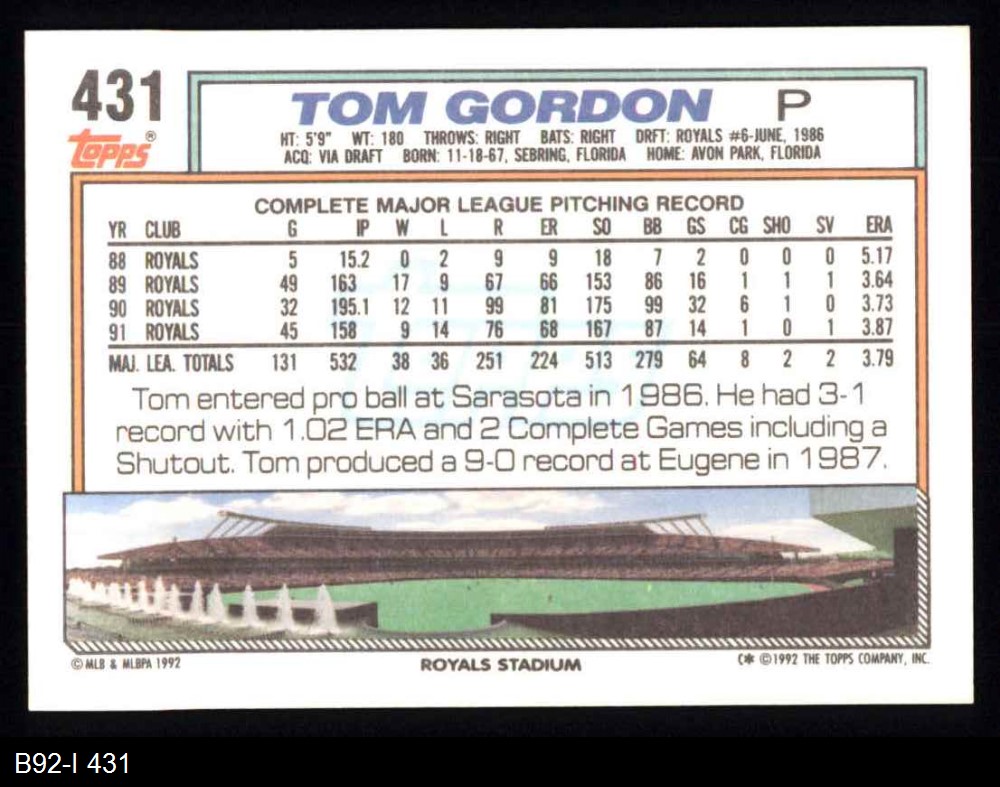 431
TOM GORDON P
topps®
HT: 5'9" WT: 180 THROWS: RIGHT BATS: RIGHT DRFT: ROYALS #6-JUNE, 1986
ACQ: VIA DRAFT BORN: 11-18-67, SEBRING, FLORIDA HOME: AVON PARK, FLORIDA
COMPLETE MAJOR LEAGUE PITCHING RECORD
YR CLUB G IP W L R ER SO BB GS CG SHO SV ERA
88 ROYALS 5 15.2 0 2 9 9 18 7 2 0 0 0 5.17
89 ROYALS 49 163 17 9 67 66 153 86 16 1 1 1 3.64
90 ROYALS 32 195.1 12 11 99 81 175 99 32 6 1 0 3.73
91 ROYALS 45 158 9 14 76 68 167 87 14 1 0 1 3.87
MAJ. LEA. TOTALS 131 532 38 36 251 224 513 279 64 8 2 2 3.79
Tom entered pro ball at Sarasota in 1986. He had 3-1
record with 1.02 ERA and 2 Complete Games including a
Shutout. Tom produced a 9-0 record at Eugene in 1987.
© MLB & MLBPA 1992 ROYALS STADIUM C* ©1992 THE TOPPS COMPANY, INC.
B92-I 431